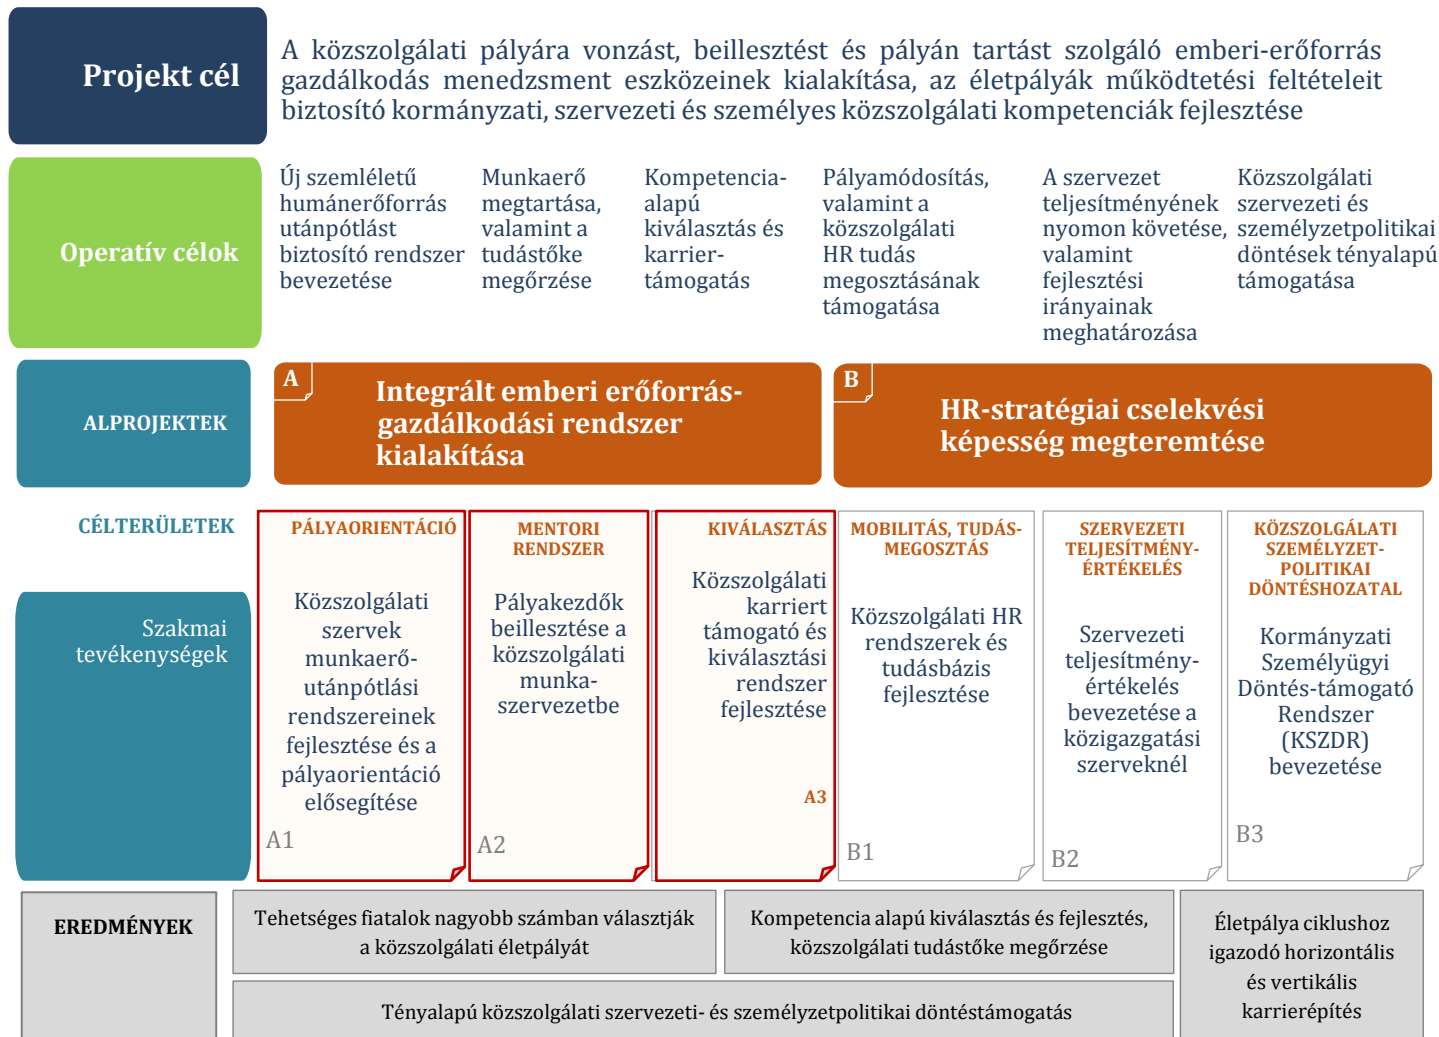 Projekt cél
A közszolgálati pályára vonzást, beillesztést és pályán tartást szolgáló emberi-erőforrás
gazdálkodás menedzsment eszközeinek kialakítása, az életpályák működtetési feltételeit
biztosító kormányzati, szervezeti és személyes közszolgálati kompetenciák fejlesztése
Operatív célok
Új szemléletű
humánerőforrás
utánpótlást
biztosító rendszer
bevezetése
Munkaerő
megtartása,
valamint a
tudástőke
megőrzése
Kompetencia-
alapú
kiválasztás és
karrier-
támogatás
Pályamódosítás,
valamint a
közszolgálati
HR tudás
megosztásának
támogatása
A szervezet
teljesítményének
nyomon követése,
valamint
fejlesztési
irányainak
meghatározása
Közszolgálati
szervezeti és
személyzetpolitikai
döntések tényalapú
támogatása
ALPROJEKTEK
A
Integrált emberi erőforrás-
gazdálkodási rendszer
kialakítása
B
HR-stratégiai cselekvési
képesség megteremtése
CÉLTERÜLETEK
Szakmai
tevékenységek
PÁLYAORIENTÁCIÓ
Közszolgálati
szervek
munkaerő-
utánpótlási
rendszereinek
fejlesztése és a
pályaorientáció
elősegítése
A1
MENTORI
RENDSZER
Pályakezdők
beillesztése a
közszolgálati
munka-
szervezetbe
A2
KIVÁLASZTÁS
Közszolgálati
karriert
támogató és
kiválasztási
rendszer
fejlesztése
A3
MOBILITÁS, TUDÁS-
MEGOSZTÁS
Közszolgálati HR
rendszerek és
tudásbázis
fejlesztése
B1
SZERVEZETI
TELJESÍTMÉNY-
ÉRTÉKELÉS
Szervezeti
teljesítmény-
értékelés
bevezetése a
közigazgatási
szerveknél
B2
KÖZSZOLGÁLATI
SZEMÉLYZET-
POLITIKAI
DÖNTÉSHOZATAL
Kormányzati
Személyügyi
Döntés-támogató
Rendszer
(KSZDR)
bevezetése
B3
EREDMÉNYEK
Tehetséges fiatalok nagyobb számban választják
a közszolgálati életpályát
Kompetencia alapú kiválasztás és fejlesztés,
közszolgálati tudástőke megőrzése
Életpálya ciklushoz
igazodó horizontális
és vertikális
karrierépítés
Tényalapú közszolgálati szervezeti- és személyzetpolitikai döntéstámogatás